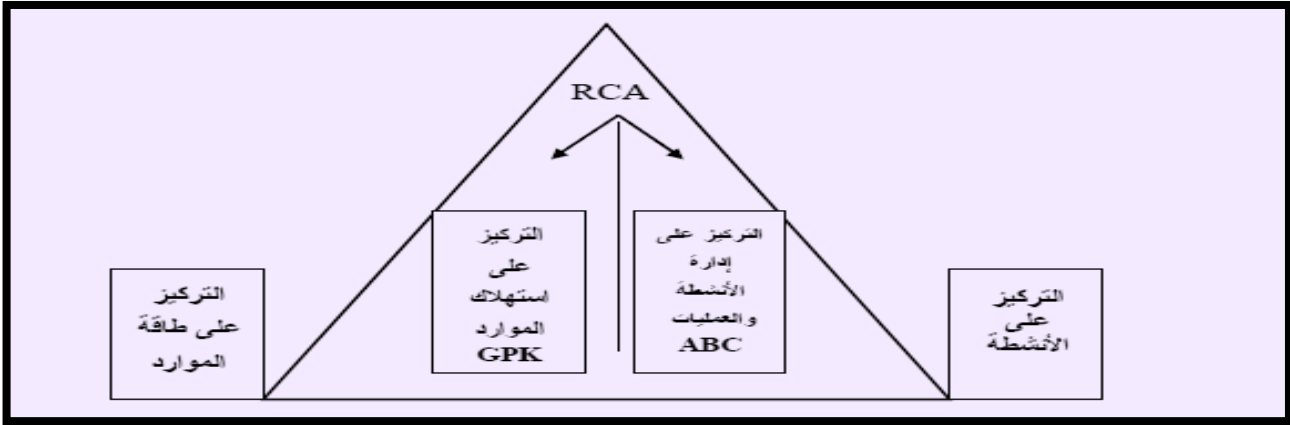 RCA
التركيز على
إدارة
الأنشطة
والعمليات
ABC
التركيز
على
استهلاك
الموارد
GPK
التركيز
على
الأنشطة
التركيز
على طاقة
الموارد